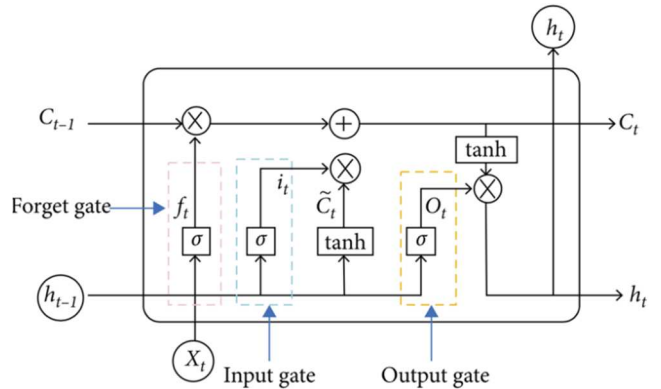 h_t
C_{t-1}
×
+
C_t
tanh
×
i_t
×
C̃_t
O_t
Forget gate
f_t
σ
σ
tanh
σ
h_{t-1}
h_t
X_t
Input gate
Output gate